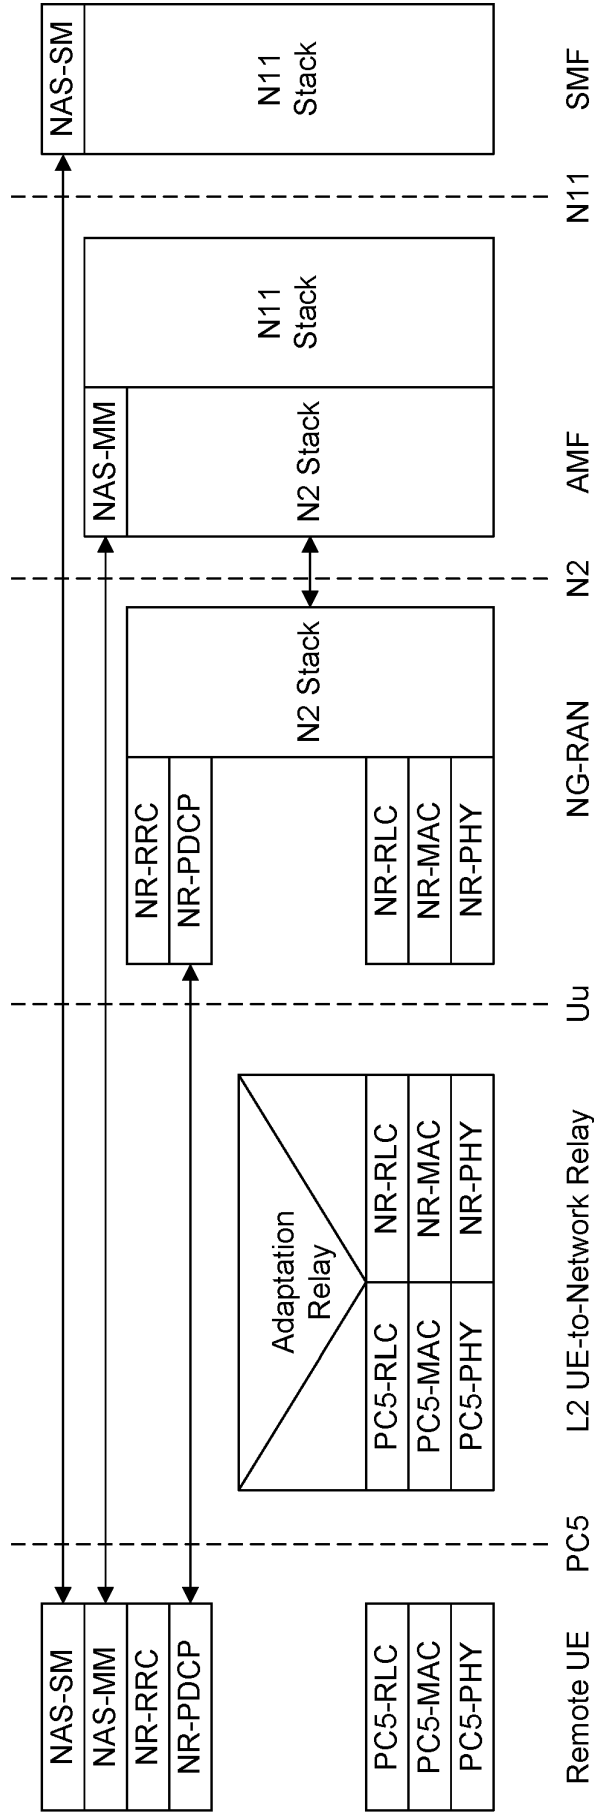 NAS-SM
NAS-MM
NR-RRC
NR-PDCP
PC5-RLC
PC5-MAC
PC5-PHY
Remote UE
PC5
Adaptation
Relay
PC5-RLC
PC5-MAC
PC5-PHY
NR-RLC
NR-MAC
NR-PHY
L2 UE-to-Network Relay
Uu
NR-RRC
NR-PDCP
NR-RLC
NR-MAC
NR-PHY
N2 Stack
NG-RAN
N2
NAS-MM
N2 Stack
N11
Stack
AMF
N11
NAS-SM
N11
Stack
SMF